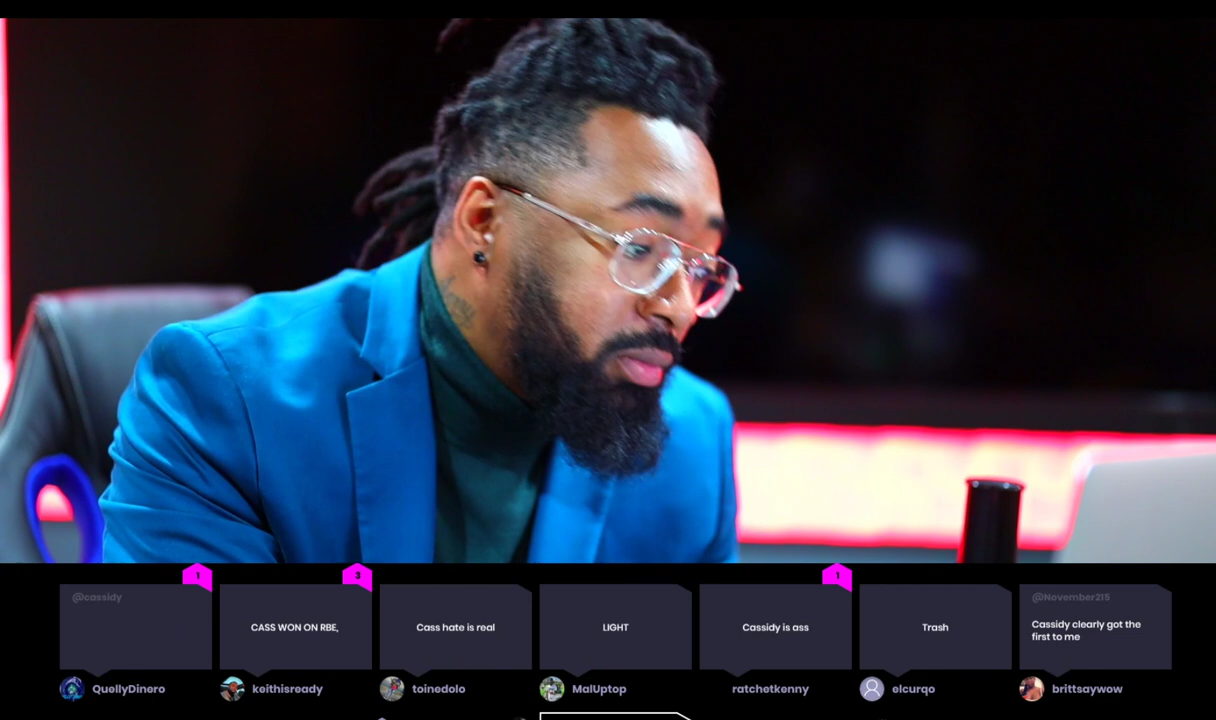 1
3
1
@cassidy
CASS WON ON RBE,
Cass hate is real
LIGHT
Cassidy is ass
Trash
@November215
Cassidy clearly got the
first to me
QuellyDinero
keithisready
toinedolo
MalUptop
ratchetkenny
elcurqo
brittsaywow